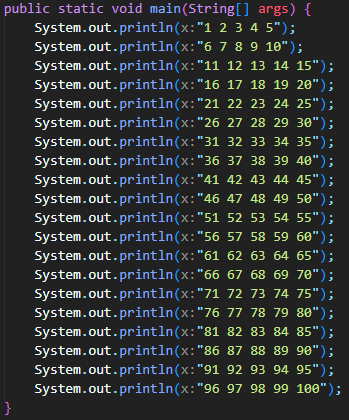 public static void main(String[] args) {
System.out.println(x:"1 2 3 4 5");
System.out.println(x:"6 7 8 9 10");
System.out.println(x:"11 12 13 14 15");
System.out.println(x:"16 17 18 19 20");
System.out.println(x:"21 22 23 24 25");
System.out.println(x:"26 27 28 29 30");
System.out.println(x:"31 32 33 34 35");
System.out.println(x:"36 37 38 39 40");
System.out.println(x:"41 42 43 44 45");
System.out.println(x:"46 47 48 49 50");
System.out.println(x:"51 52 53 54 55");
System.out.println(x:"56 57 58 59 60");
System.out.println(x:"61 62 63 64 65");
System.out.println(x:"66 67 68 69 70");
System.out.println(x:"71 72 73 74 75");
System.out.println(x:"76 77 78 79 80");
System.out.println(x:"81 82 83 84 85");
System.out.println(x:"86 87 88 89 90");
System.out.println(x:"91 92 93 94 95");
System.out.println(x:"96 97 98 99 100");
}